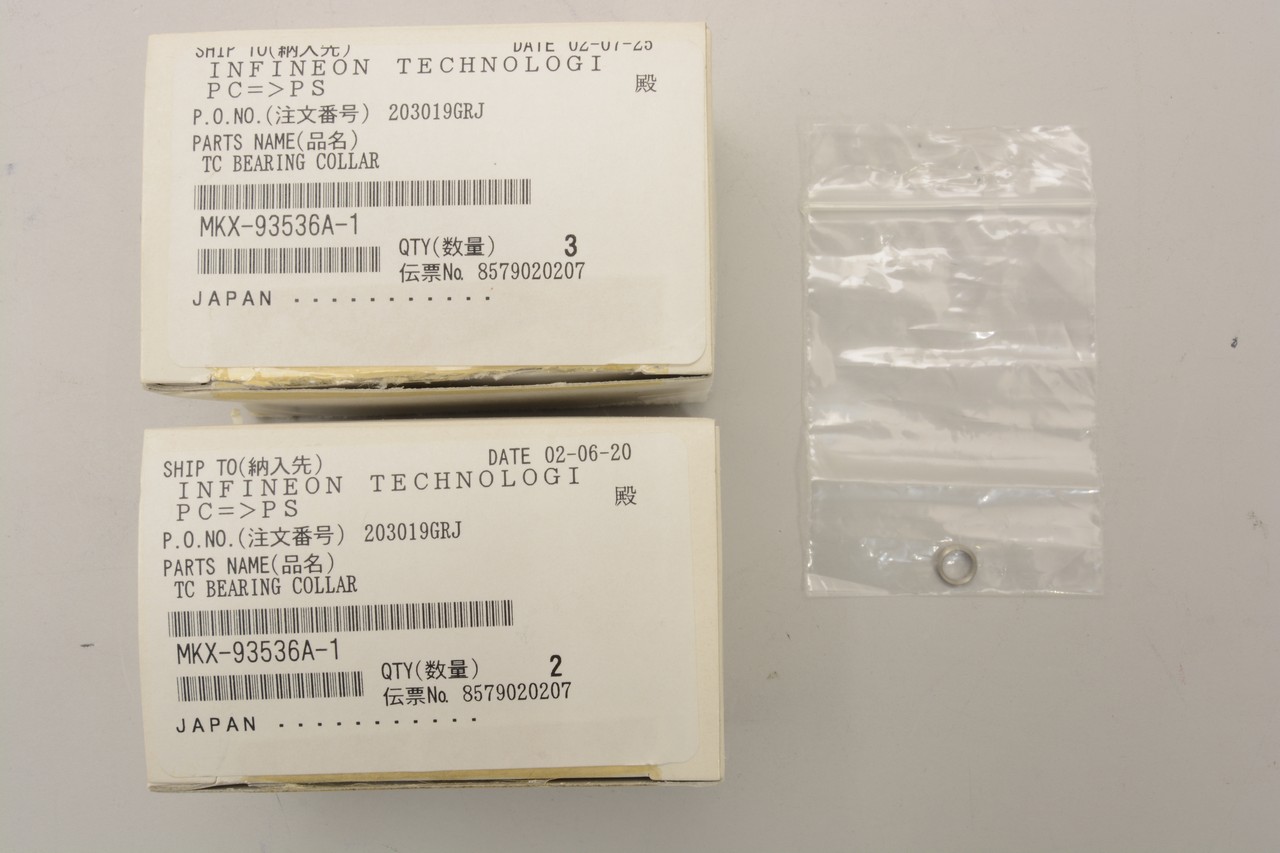 SHIP TO(納入先) DATE 02-07-25
INFINEON TECHNOLOGI
PC=>PS 殿
P.O.NO.(注文番号) 203019GRJ
PARTS NAME(品名)
TC BEARING COLLAR
MKX-93536A-1
QTY(数量) 3
伝票No. 8579020207
JAPAN ...........
SHIP TO(納入先) DATE 02-06-20
INFINEON TECHNOLOGI
PC=>PS 殿
P.O.NO.(注文番号) 203019GRJ
PARTS NAME(品名)
TC BEARING COLLAR
MKX-93536A-1
QTY(数量) 2
伝票No. 8579020207
JAPAN ...........